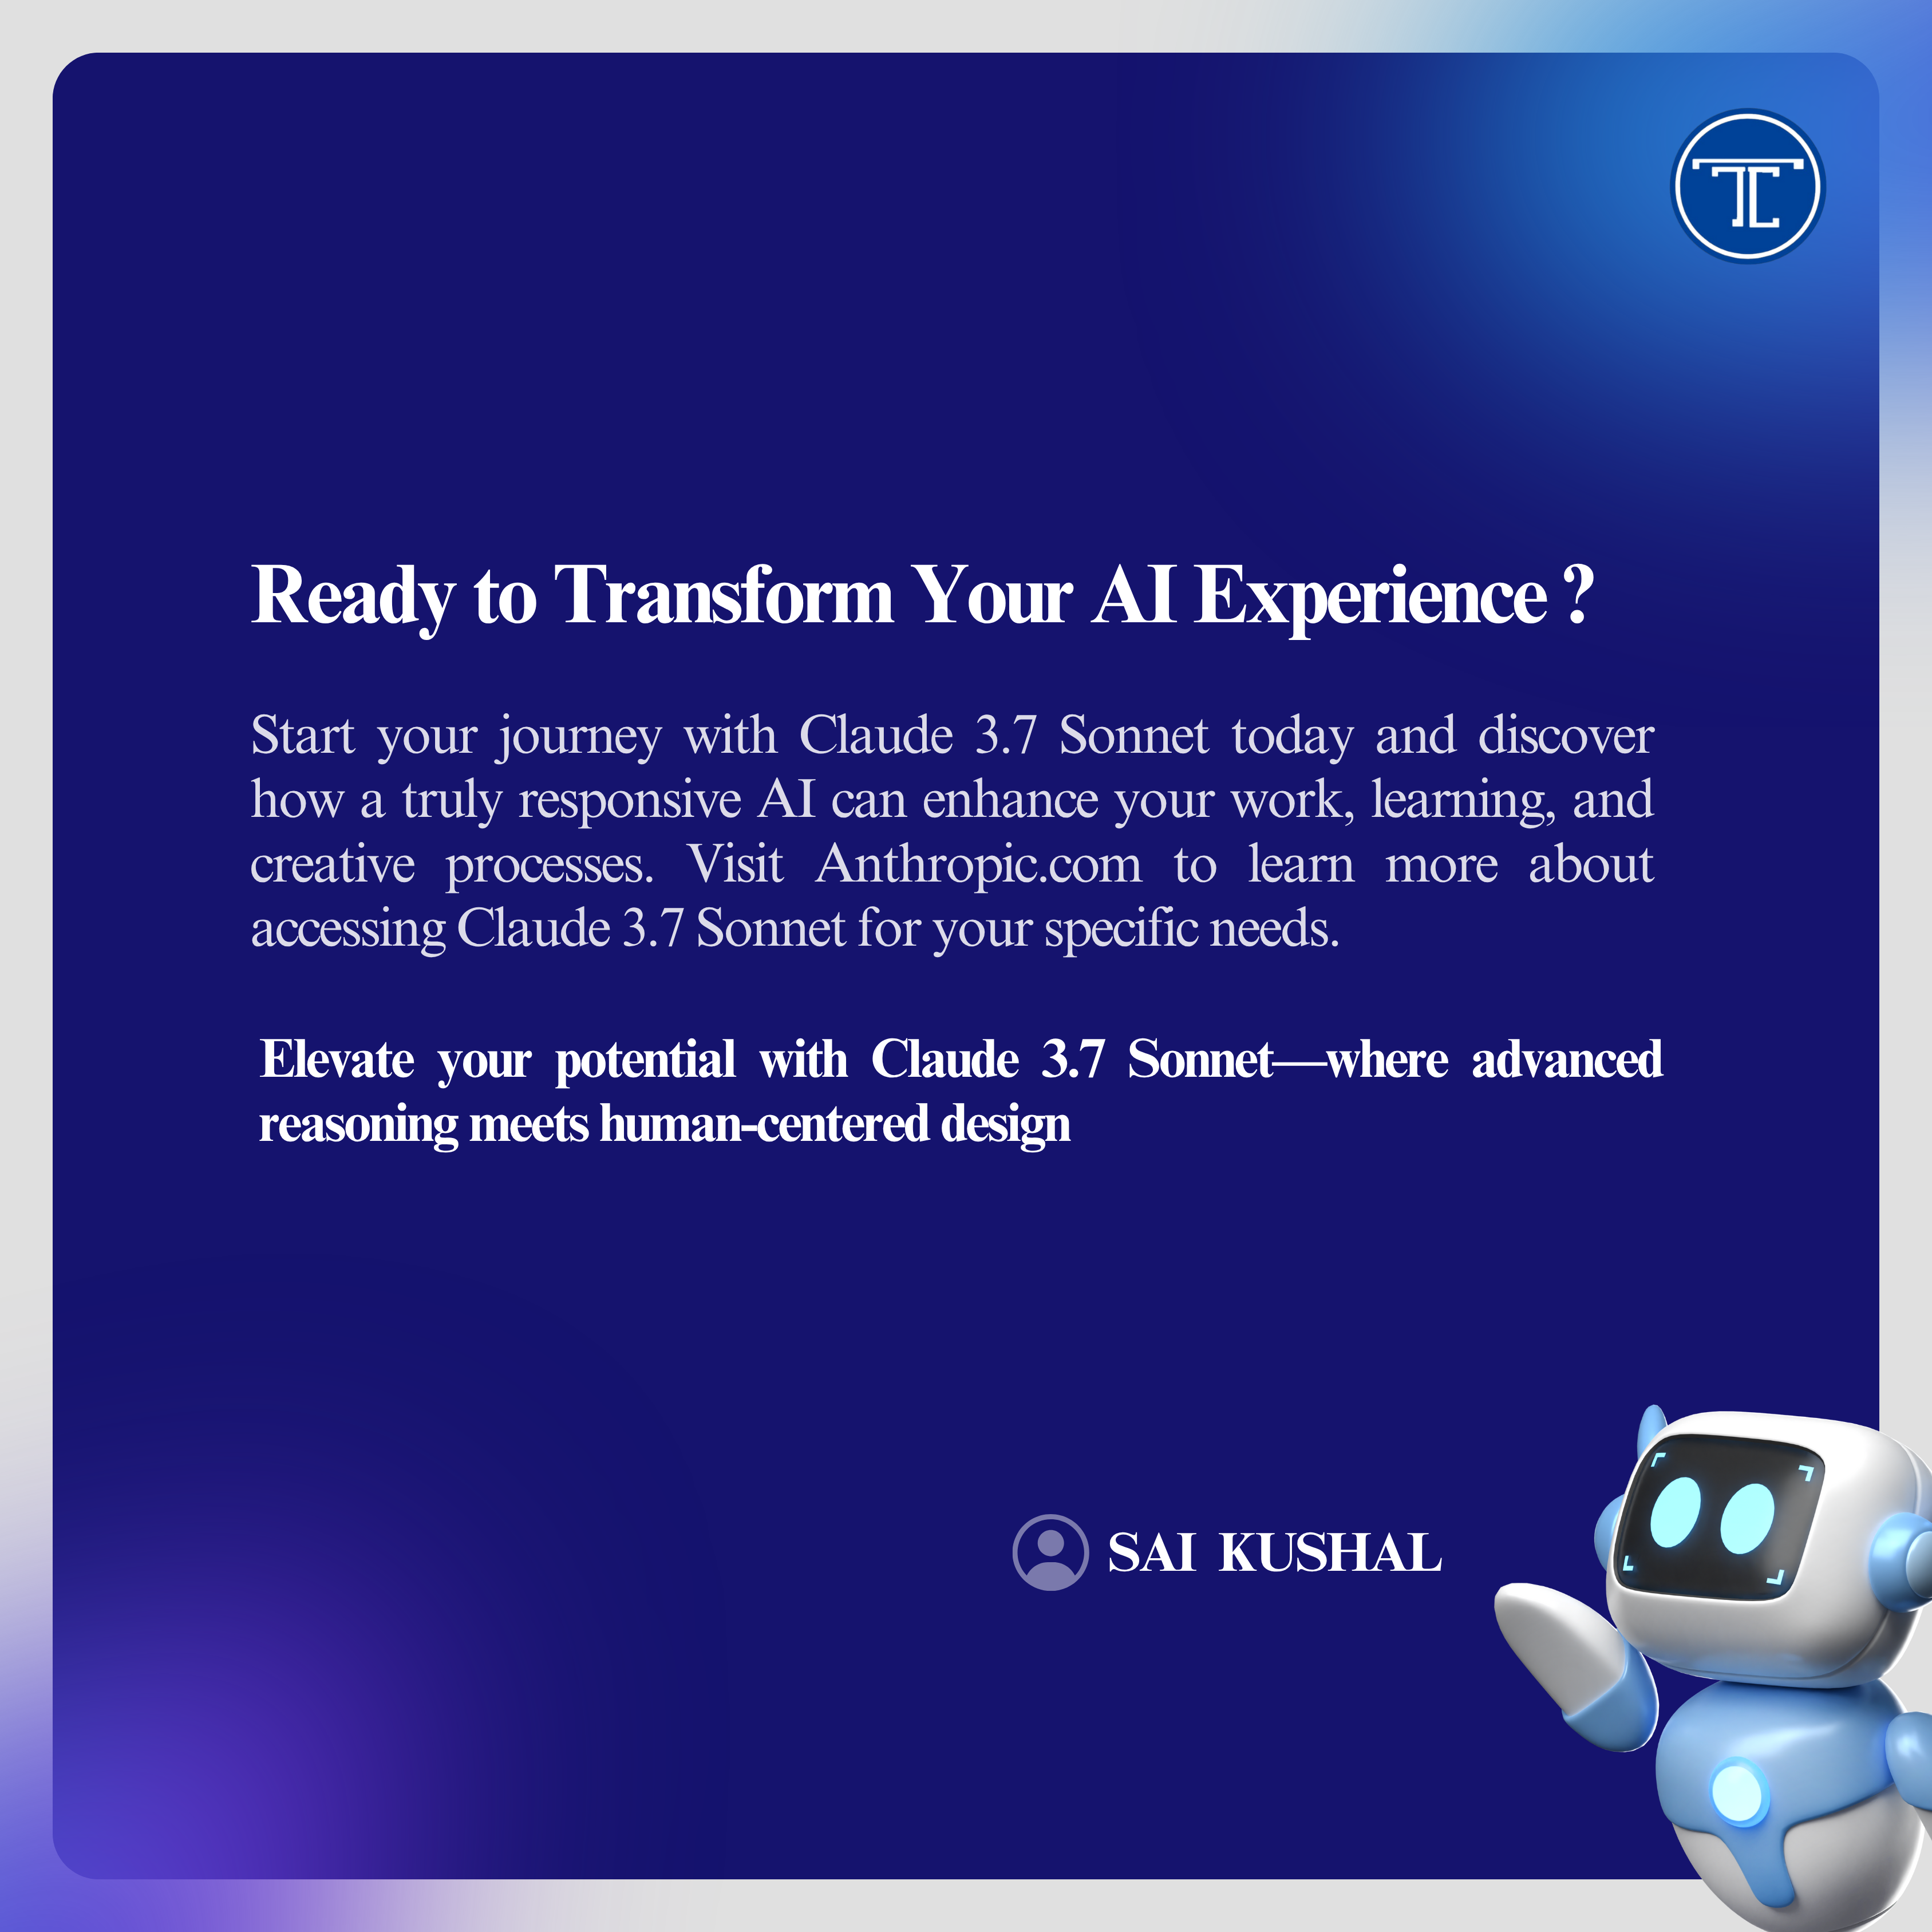 TC
Ready to Transform Your AI Experience ?
Start your journey with Claude 3.7 Sonnet today and discover
how a truly responsive AI can enhance your work, learning, and
creative processes. Visit Anthropic.com to learn more about
accessing Claude 3.7 Sonnet for your specific needs.
Elevate your potential with Claude 3.7 Sonnet—where advanced
reasoning meets human-centered design
SAI KUSHAL